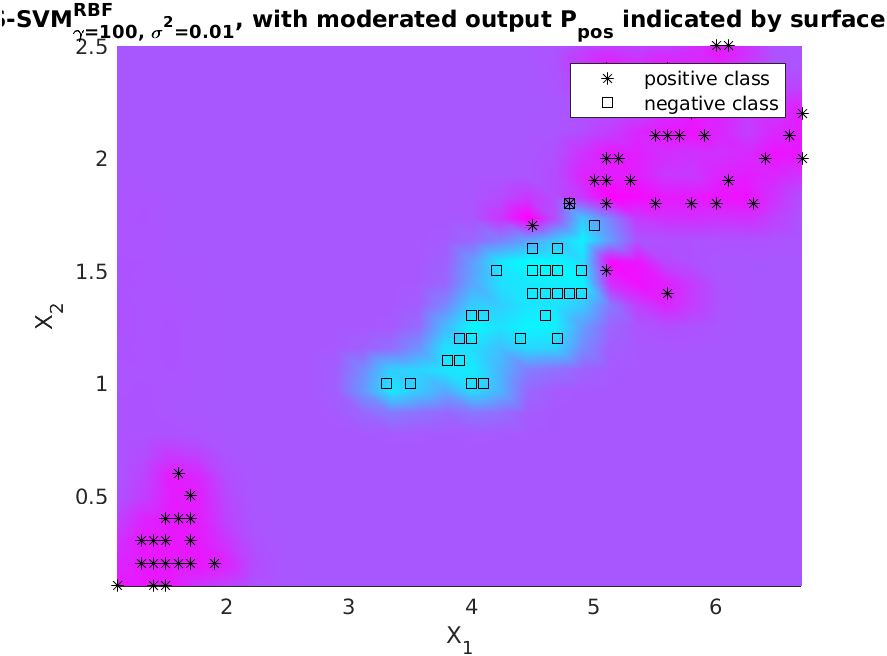 -SVM^RBF_γ=100, σ^2=0.01, with moderated output P_pos indicated by surface
positive class
negative class
2.5
2
1.5
1
0.5
X_2
2 3 4 5 6
X_1